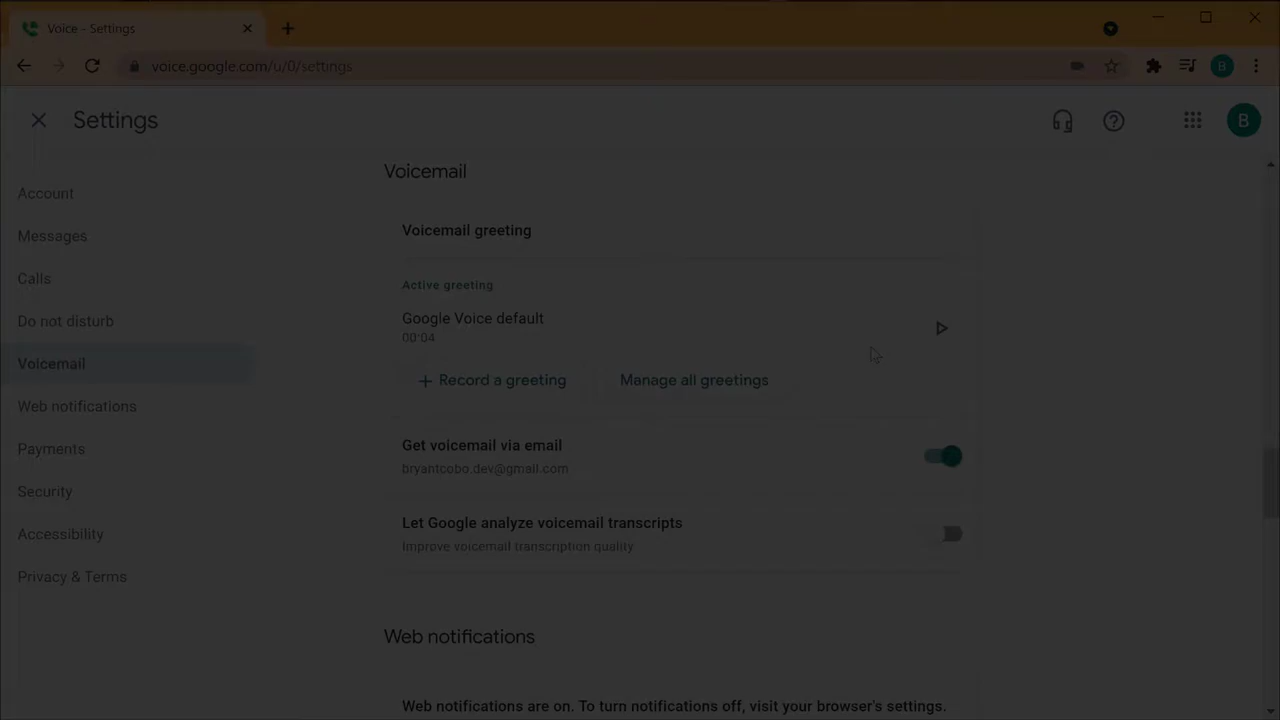 Voice - Settings
voice.google.com/u/0/settings
B
Settings
B
Account
Messages
Calls
Do not disturb
Voicemail
Web notifications
Payments
Security
Accessibility
Privacy & Terms
Voicemail
Voicemail greeting
Active greeting
Google Voice default
00:04
+ Record a greeting
Manage all greetings
Get voicemail via email
bryantcobo.dev@gmail.com
Let Google analyze voicemail transcripts
Improve voicemail transcription quality
Web notifications
Web notifications are on. To turn notifications off, visit your browser's settings.